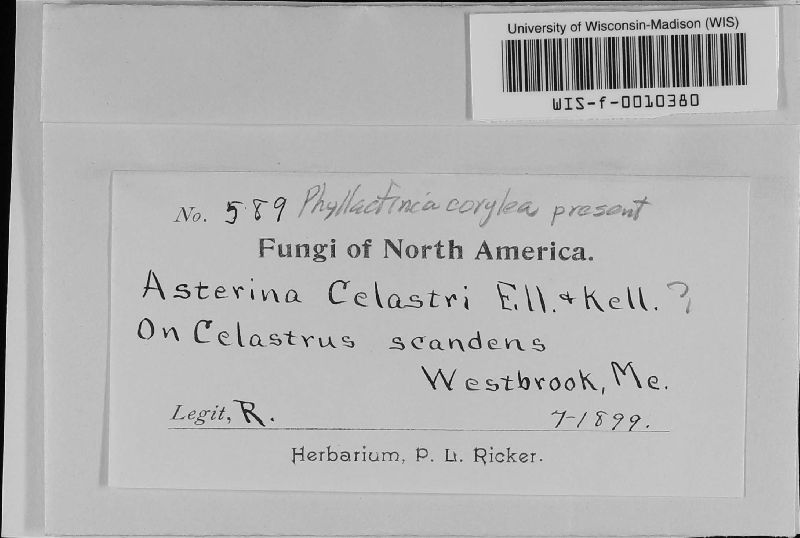 University of Wisconsin-Madison (WIS)
WIS-f-0010380
No. 589 Phyllactinia corylea present
Fungi of North America.
Asterina Celastri Ell. & Kell. ?
On Celastrus scandens
Westbrook, Me.
Legit, R. 7-1899.
Herbarium, P. L. Ricker.